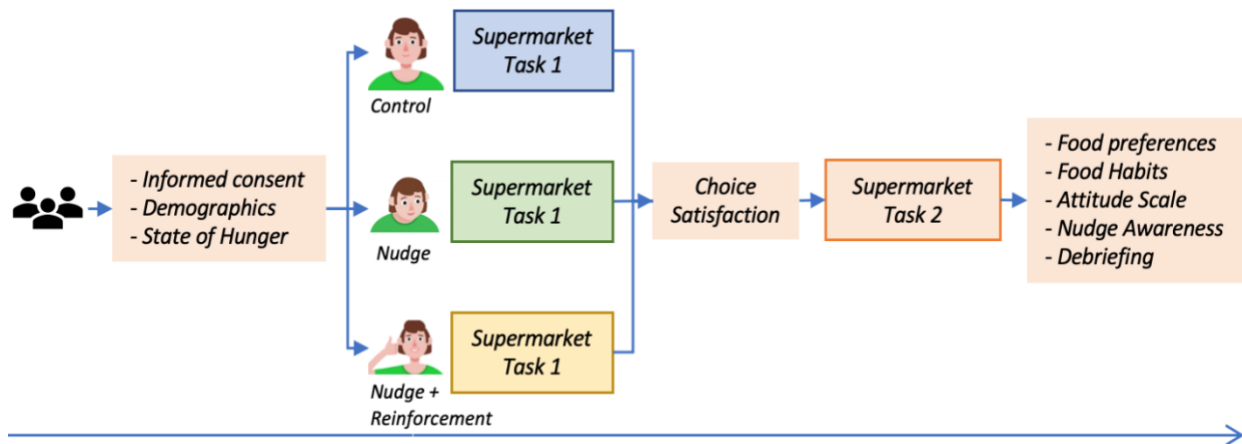 - Informed consent
- Demographics
- State of Hunger
Control
Supermarket
Task 1
Nudge
Supermarket
Task 1
Nudge +
Reinforcement
Supermarket
Task 1
Choice
Satisfaction
Supermarket
Task 2
- Food preferences
- Food Habits
- Attitude Scale
- Nudge Awareness
- Debriefing